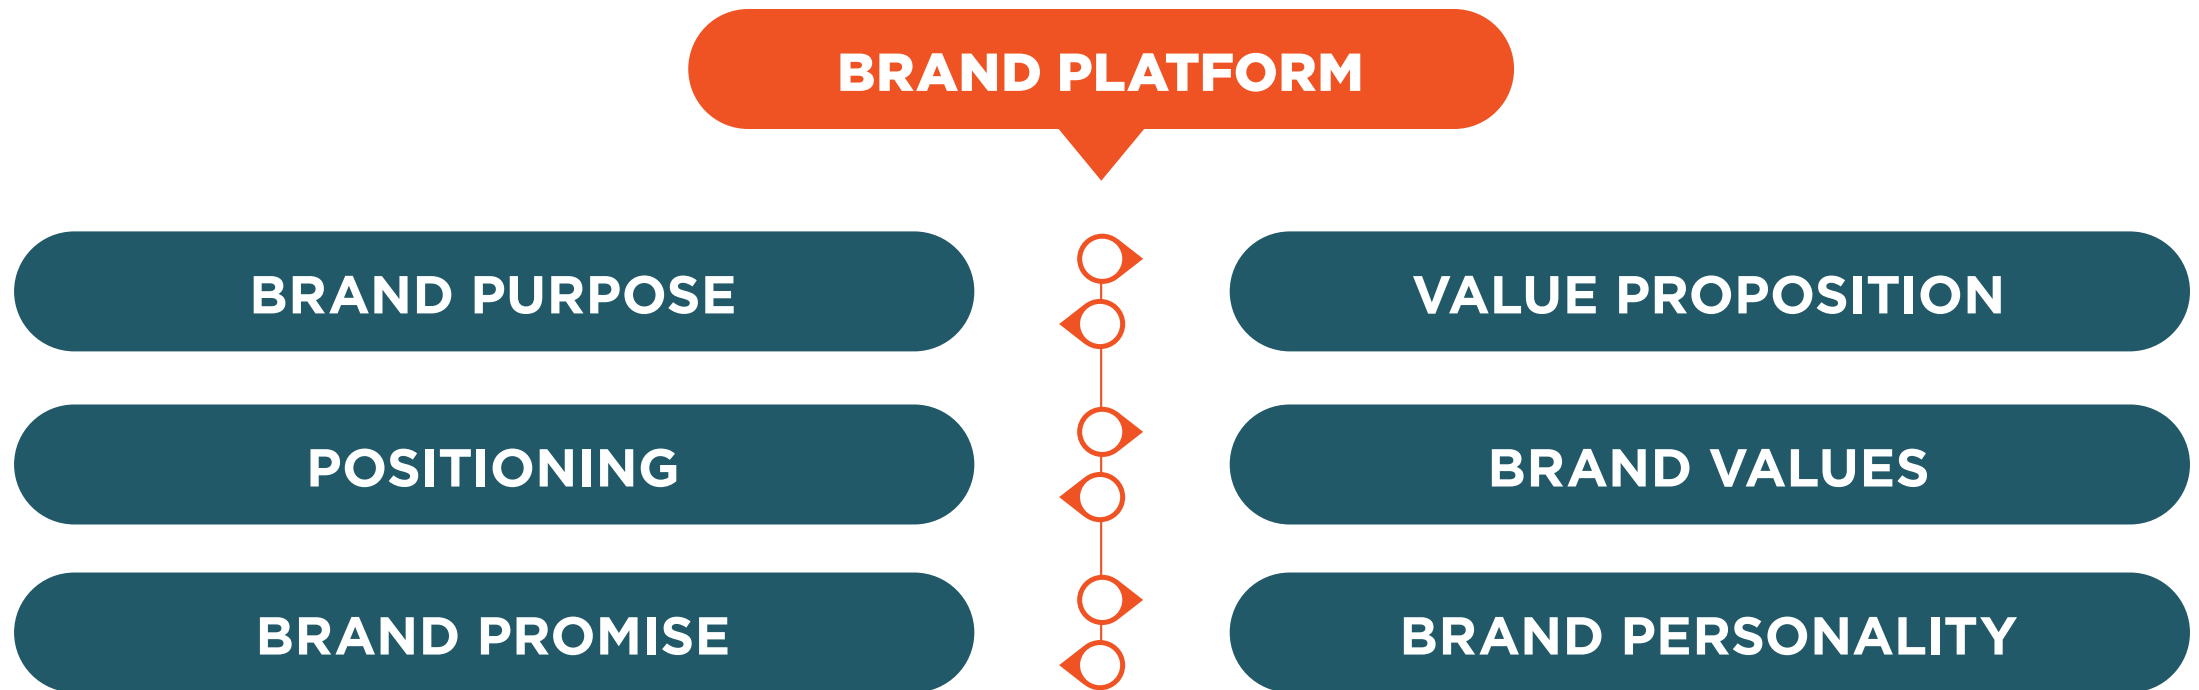 BRAND PLATFORM
BRAND PURPOSE
VALUE PROPOSITION
POSITIONING
BRAND VALUES
BRAND PROMISE
BRAND PERSONALITY